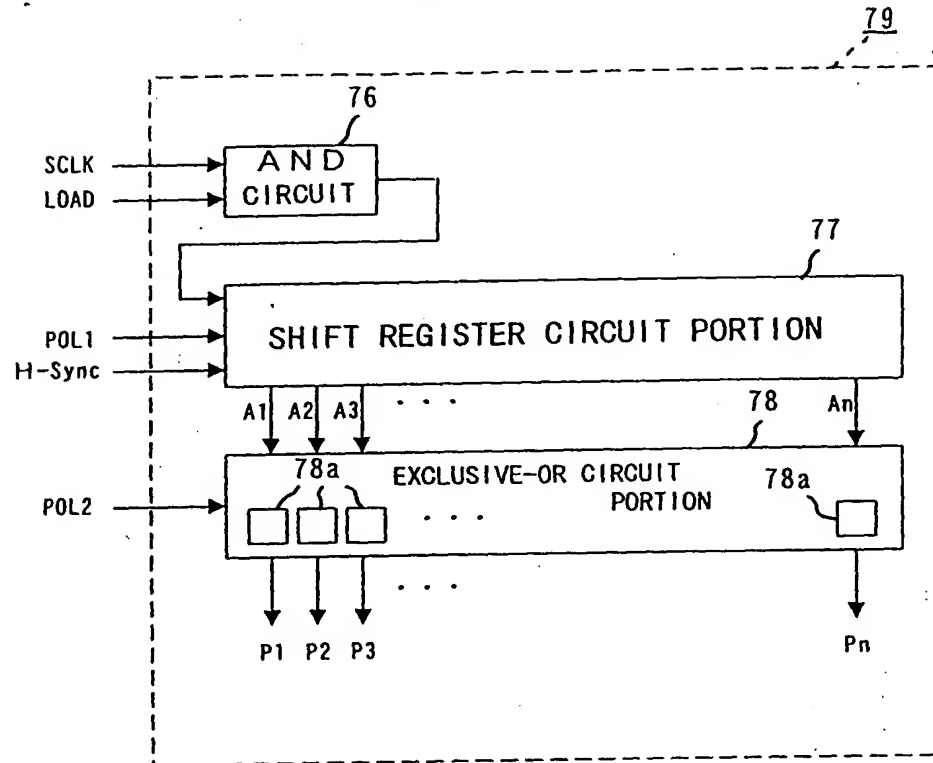 79
76
SCLK
AND
LOAD
CIRCUIT
77
POL1
SHIFT REGISTER CIRCUIT PORTION
H-Sync
A1 A2 A3 . . . An
78
78a
EXCLUSIVE-OR CIRCUIT
PORTION
78a
POL2
. . .
. . .
P1 P2 P3
Pn